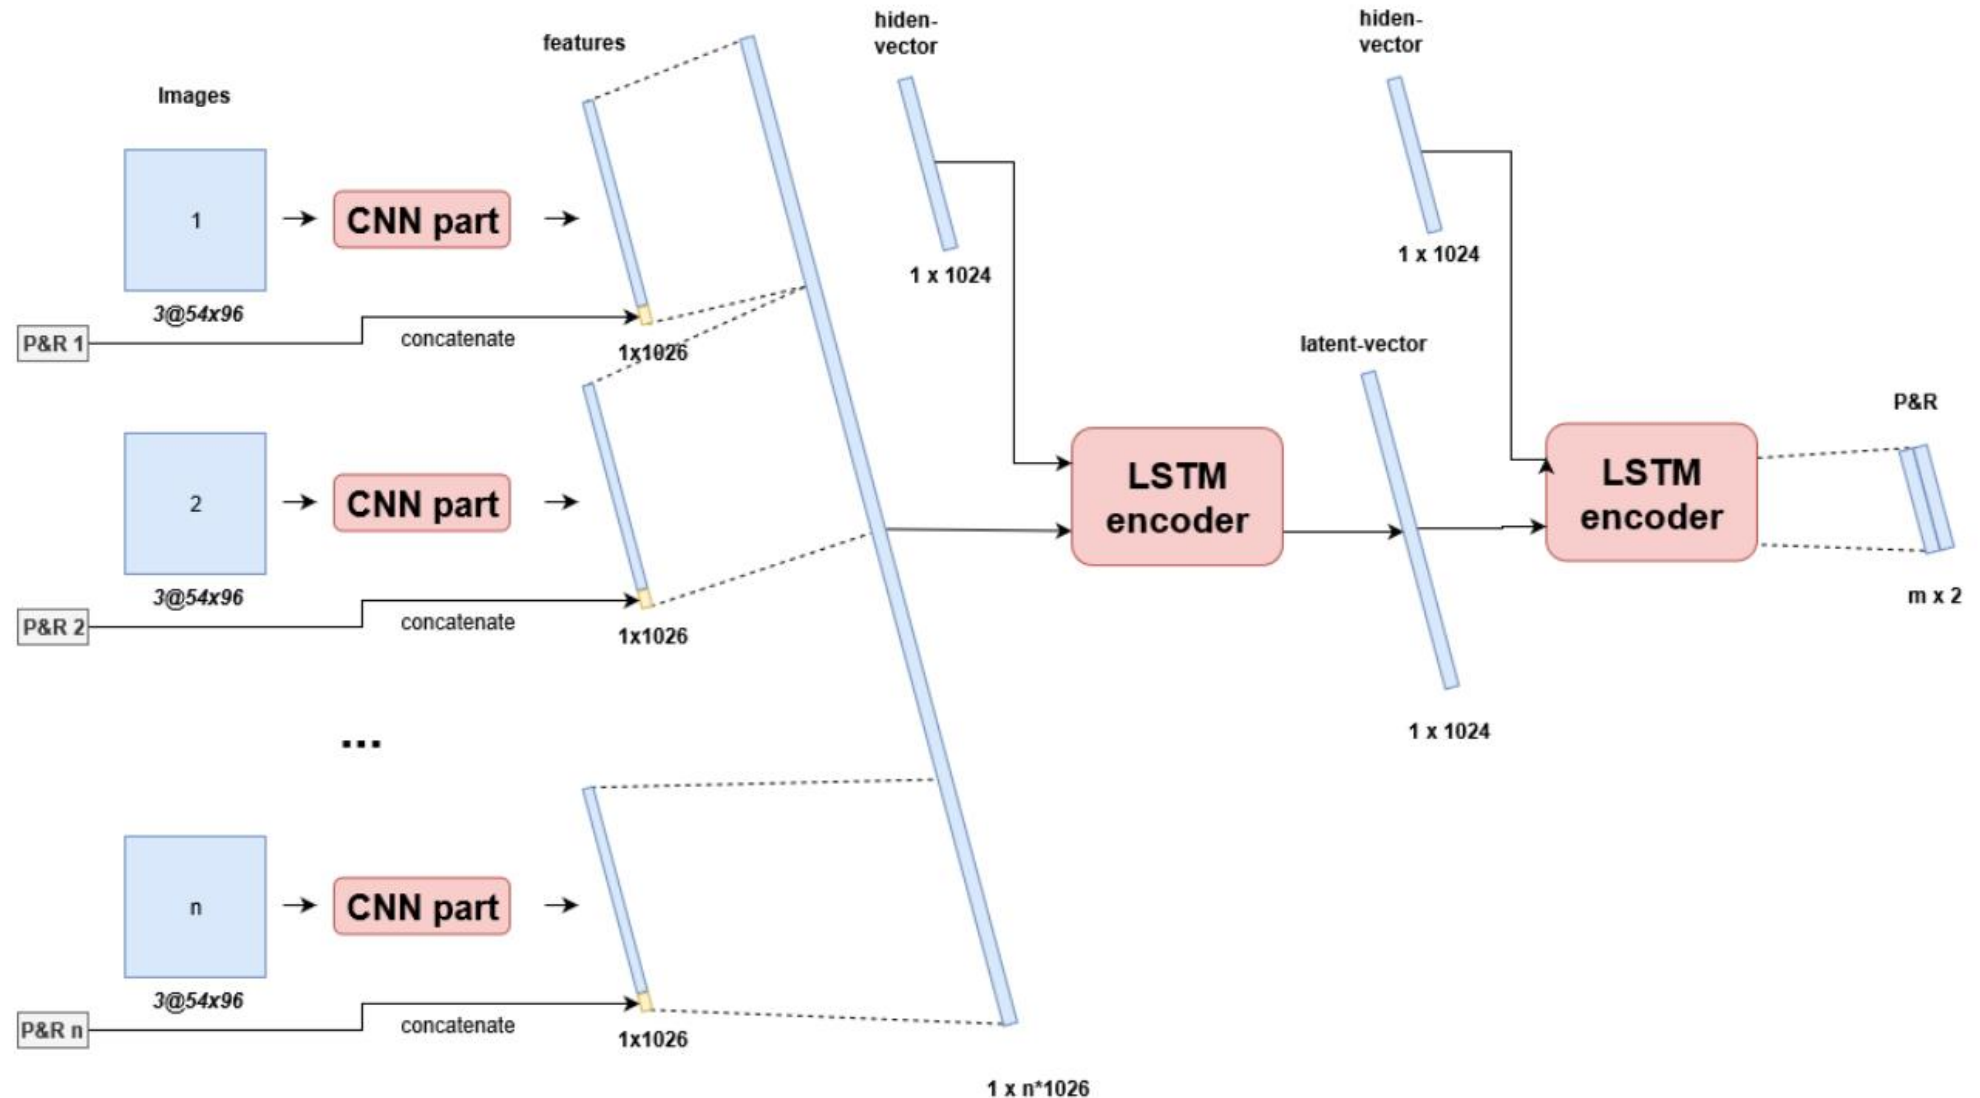 Images
features
hiden-
vector
hiden-
vector
1
CNN part
3@54x96
P&R 1
concatenate
1x1026
1 x 1024
1 x 1024
latent-vector
2
CNN part
3@54x96
P&R 2
concatenate
1x1026
LSTM
encoder
LSTM
encoder
P&R
m x 2
1 x 1024
...
n
CNN part
3@54x96
P&R n
concatenate
1x1026
1 x n*1026